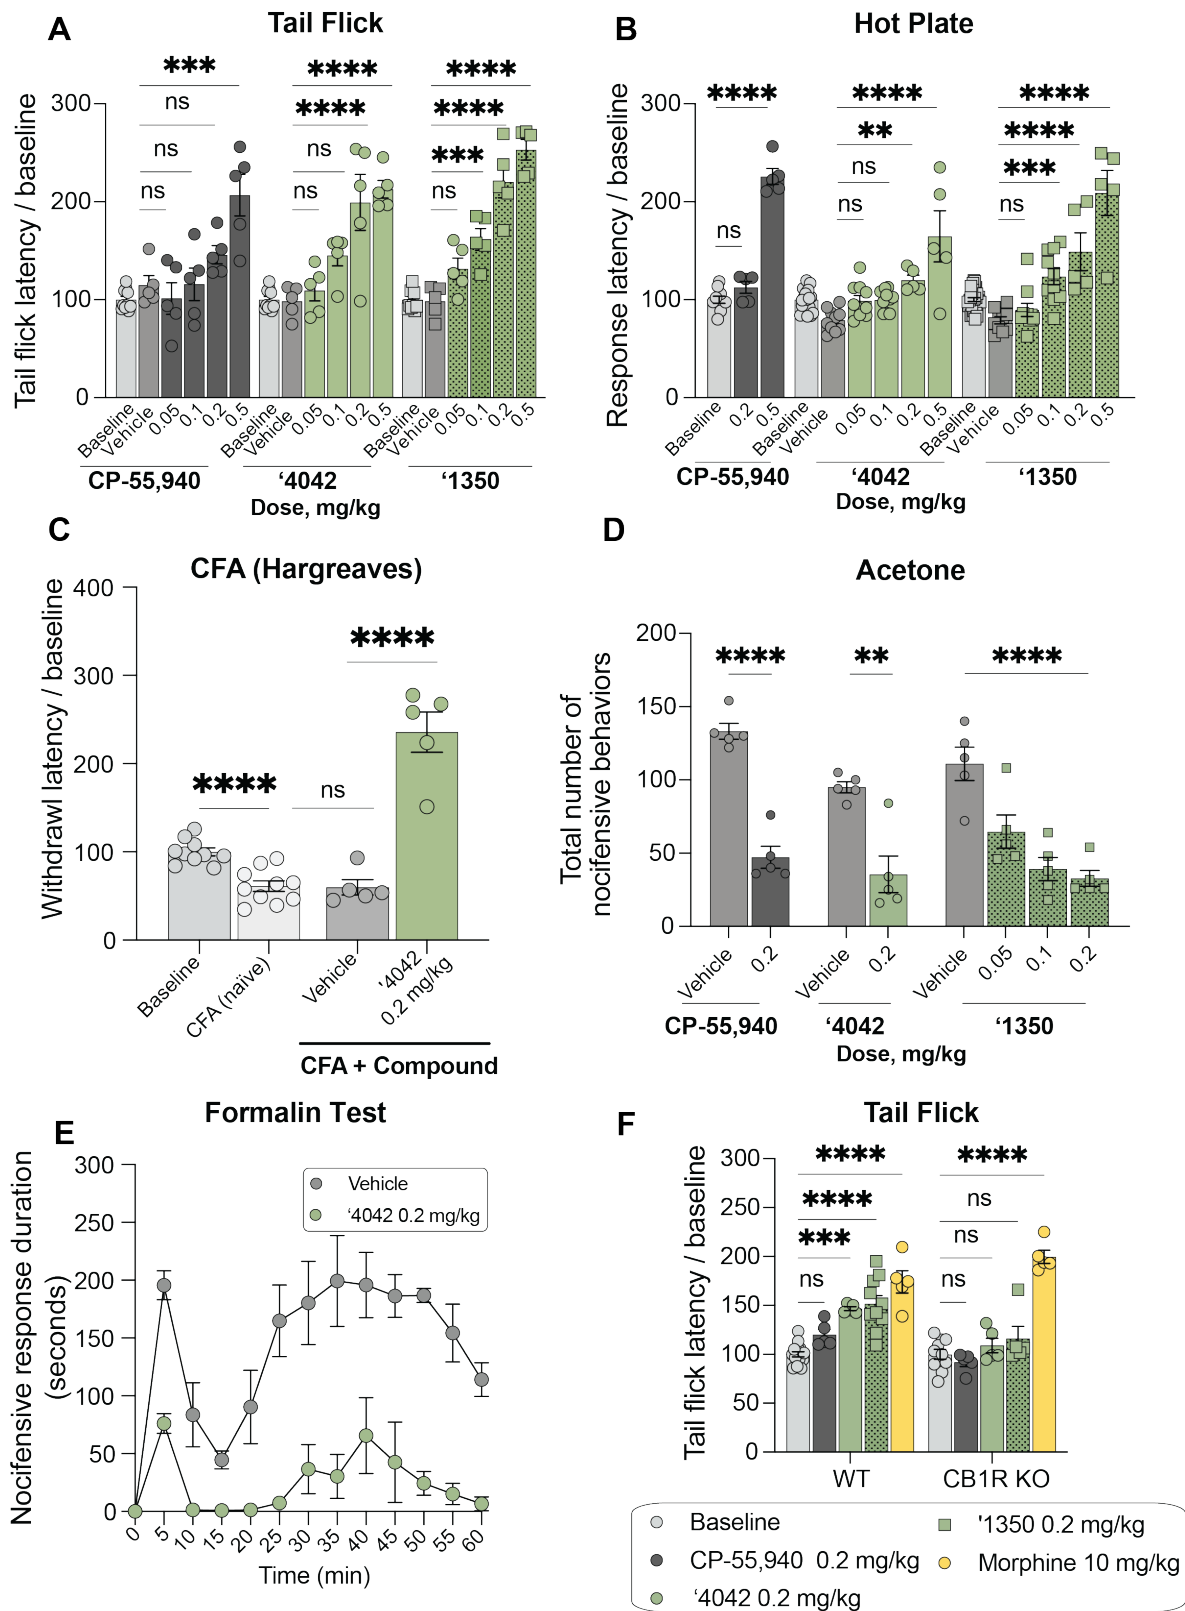 A
Tail Flick
Tail flick latency / baseline
300
200
100
0
***
ns
ns
ns
****
****
ns
ns
****
****
***
ns
Baseline
Vehicle
0.05
0.1
0.2
0.5
Baseline
Vehicle
0.05
0.1
0.2
0.5
Baseline
Vehicle
0.05
0.1
0.2
0.5
CP-55,940
‘4042
‘1350
Dose, mg/kg
B
Hot Plate
Response latency / baseline
300
200
100
0
****
ns
****
**
ns
ns
****
****
***
ns
Baseline
0.2
0.5
Baseline
Vehicle
0.05
0.1
0.2
0.5
Baseline
Vehicle
0.05
0.1
0.2
0.5
CP-55,940
‘4042
‘1350
Dose, mg/kg
C
CFA (Hargreaves)
Withdrawl latency / baseline
400
300
200
100
0
****
ns
****
Baseline
CFA (naïve)
Vehicle
'4042
0.2 mg/kg
CFA + Compound
D
Acetone
Total number of
nocifensive behaviors
200
150
100
50
0
****
**
****
Vehicle
0.2
Vehicle
0.2
Vehicle
0.05
0.1
0.2
CP-55,940
‘4042
‘1350
Dose, mg/kg
E
Formalin Test
Nocifensive response duration
(seconds)
300
250
200
150
100
50
0
Vehicle
‘4042 0.2 mg/kg
0
5
10
15
20
25
30
35
40
45
50
55
60
Time (min)
F
Tail Flick
Tail flick latency / baseline
300
250
200
150
100
50
0
****
****
***
ns
****
ns
ns
ns
WT
CB1R KO
Baseline
CP-55,940 0.2 mg/kg
‘4042 0.2 mg/kg
'1350 0.2 mg/kg
Morphine 10 mg/kg